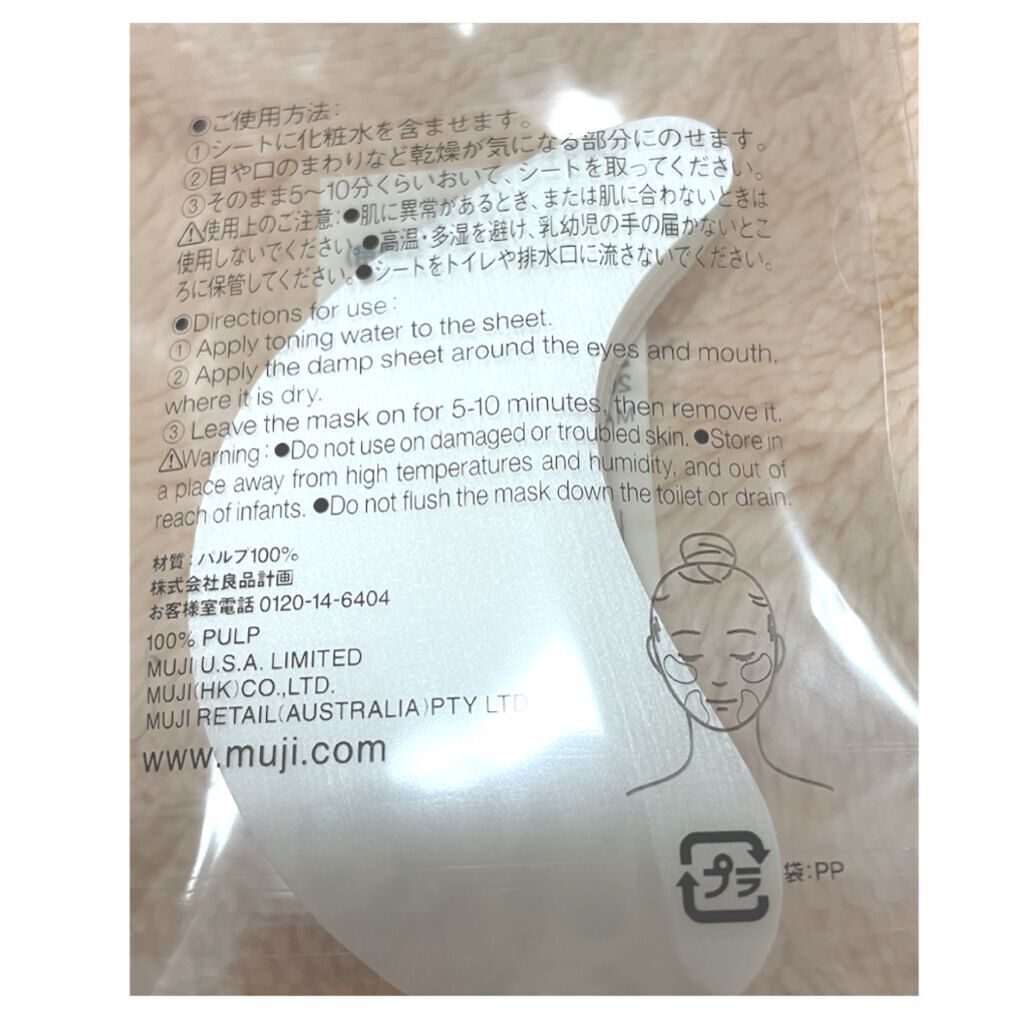 ◉ご使用方法：
①シートに化粧水を含ませます。
②目や口のまわりなど乾燥が気になる部分にのせます。
③そのまま5〜10分くらいおいて、シートを取ってください。
⚠使用上のご注意：●肌に異常があるとき、または肌に合わないときは
使用しないでください。●高温・多湿を避け、乳幼児の手の届かないとこ
ろに保管してください。●シートをトイレや排水口に流さないでください。
◉Directions for use :
① Apply toning water to the sheet.
② Apply the damp sheet around the eyes and mouth,
where it is dry.
③ Leave the mask on for 5-10 minutes, then remove it.
⚠Warning : ●Do not use on damaged or troubled skin. ●Store in
a place away from high temperatures and humidity, and out of
reach of infants. ●Do not flush the mask down the toilet or drain.
材質：パルプ100%
株式会社良品計画
お客様室電話 0120-14-6404
100% PULP
MUJI U.S.A. LIMITED
MUJI(HK)CO.,LTD.
MUJI RETAIL(AUSTRALIA)PTY LTD
www.muji.com
プラ 袋:PP